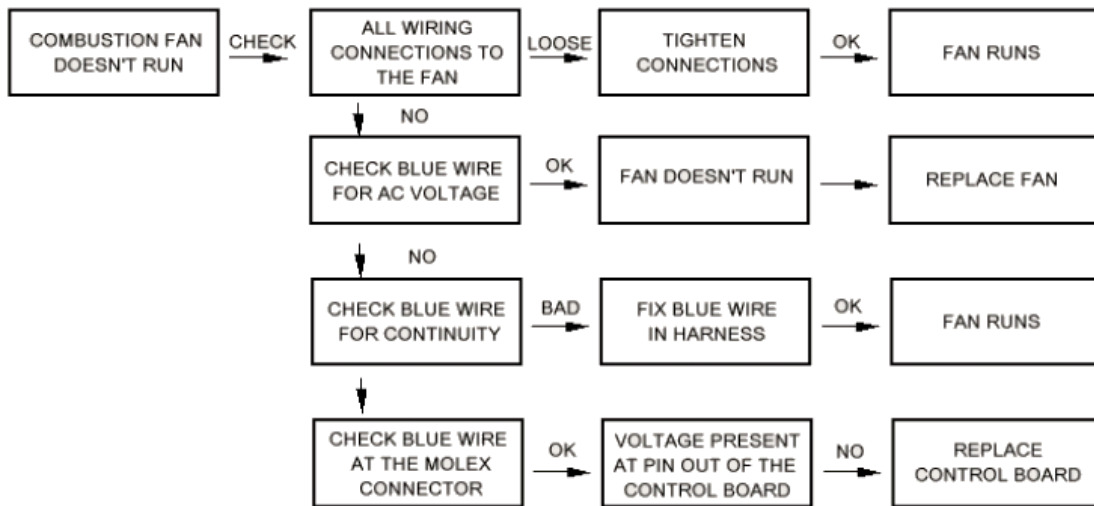 COMBUSTION FAN
DOESN'T RUN
CHECK
ALL WIRING
CONNECTIONS TO
THE FAN
LOOSE
TIGHTEN
CONNECTIONS
OK
FAN RUNS
NO
CHECK BLUE WIRE
FOR AC VOLTAGE
OK
FAN DOESN'T RUN
REPLACE FAN
NO
CHECK BLUE WIRE
FOR CONTINUITY
BAD
FIX BLUE WIRE
IN HARNESS
OK
FAN RUNS
CHECK BLUE WIRE
AT THE MOLEX
CONNECTOR
OK
VOLTAGE PRESENT
AT PIN OUT OF THE
CONTROL BOARD
NO
REPLACE
CONTROL BOARD